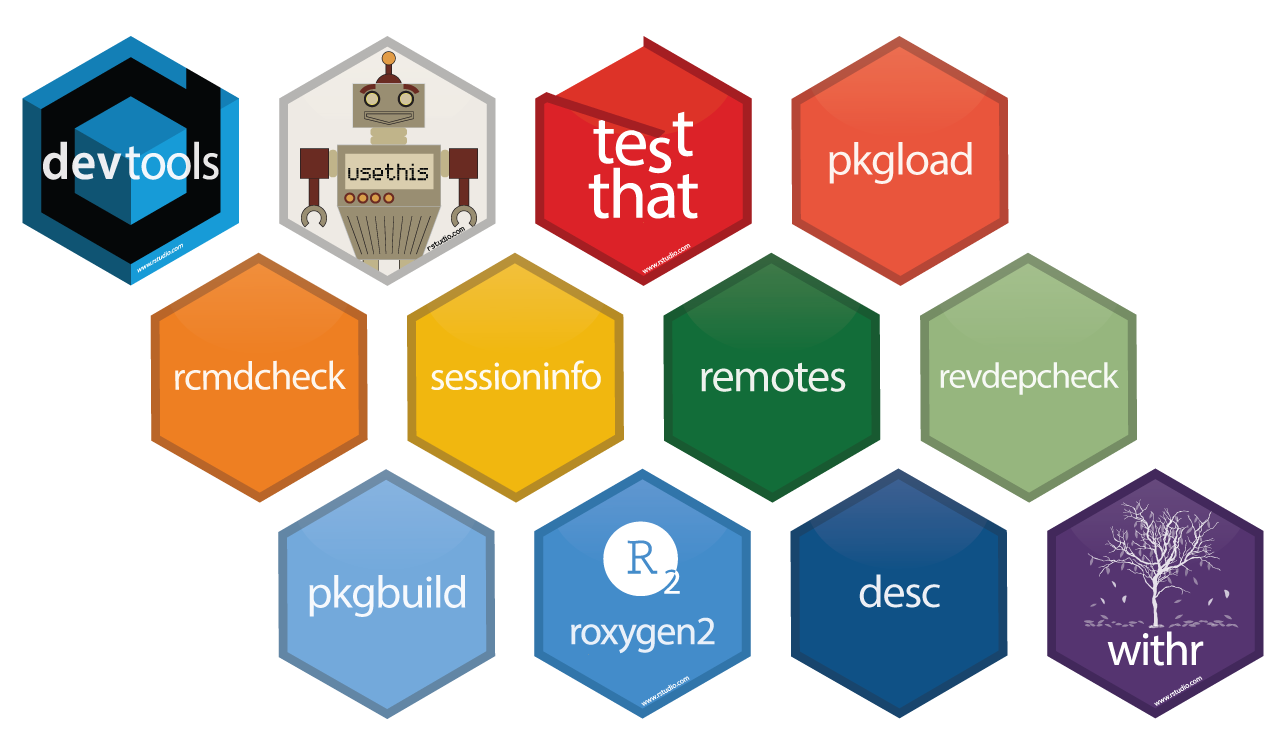 devtools
www.rstudio.com
usethis
rstudio.com
test
that
www.rstudio.com
pkgload
rcmdcheck
sessioninfo
remotes
revdepcheck
pkgbuild
R2
roxygen2
www.rstudio.com
desc
withr
www.rstudio.com